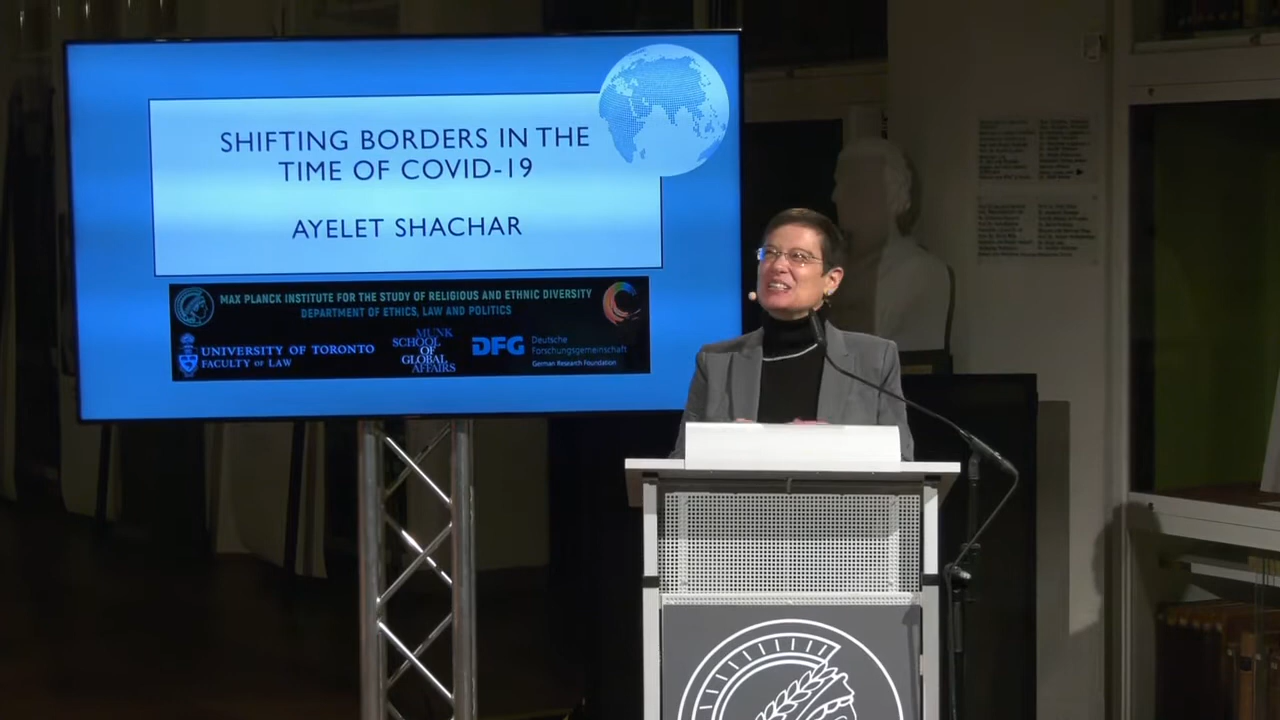 SHIFTING BORDERS IN THE
TIME OF COVID-19
AYELET SHACHAR
MAX PLANCK INSTITUTE FOR THE STUDY OF RELIGIOUS AND ETHNIC DIVERSITY
DEPARTMENT OF ETHICS, LAW AND POLITICS
UNIVERSITY OF TORONTO
FACULTY OF LAW
MUNK
SCHOOL
OF
GLOBAL
AFFAIRS
DFG
Deutsche
Forschungsgemeinschaft
German Research Foundation